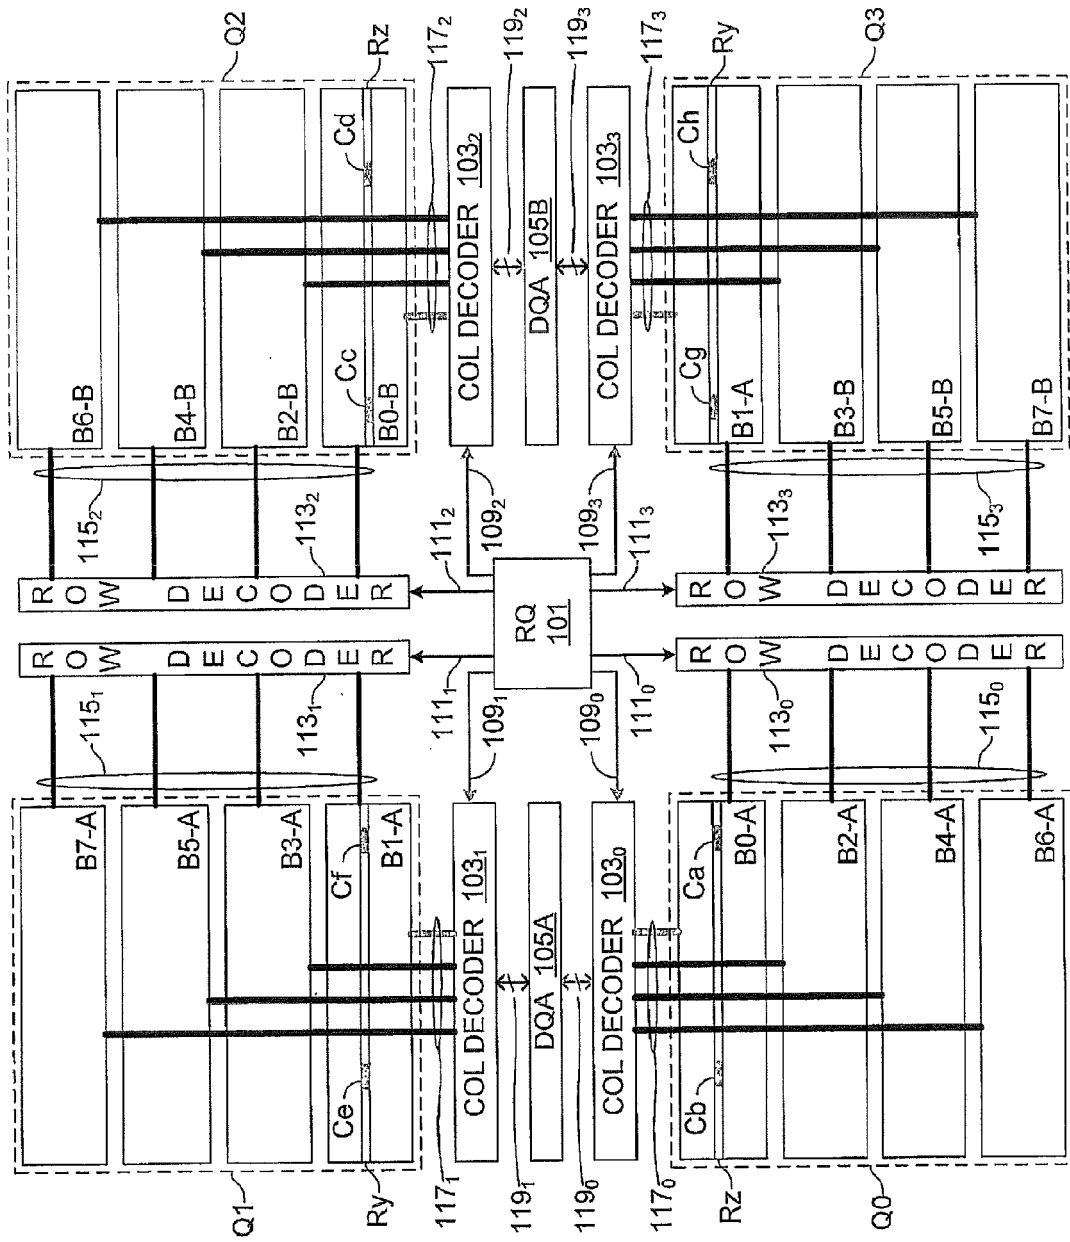 Q2
Rz
117₂
119₂
119₃
117₃
Ry
Q3
B6-B
B4-B
B2-B
B0-B
Cc
Cd
COL DECODER 103₂
DQA 105B
COL DECODER 103₃
Cg
Ch
B1-A
B3-B
B5-B
B7-B
115₂
113₂
111₂
109₂
109₃
111₃
113₃
115₃
ROW DECODER
ROW DECODER
RQ
101
ROW DECODER
ROW DECODER
115₁
113₁
111₁
109₁
109₀
111₀
113₀
115₀
B7-A
B5-A
B3-A
B1-A
Cf
Ce
COL DECODER 103₁
DQA 105A
COL DECODER 103₀
Ca
Cb
B0-A
B2-A
B4-A
B6-A
Q1
Ry
117₁
119₁
119₀
117₀
Rz
Q0